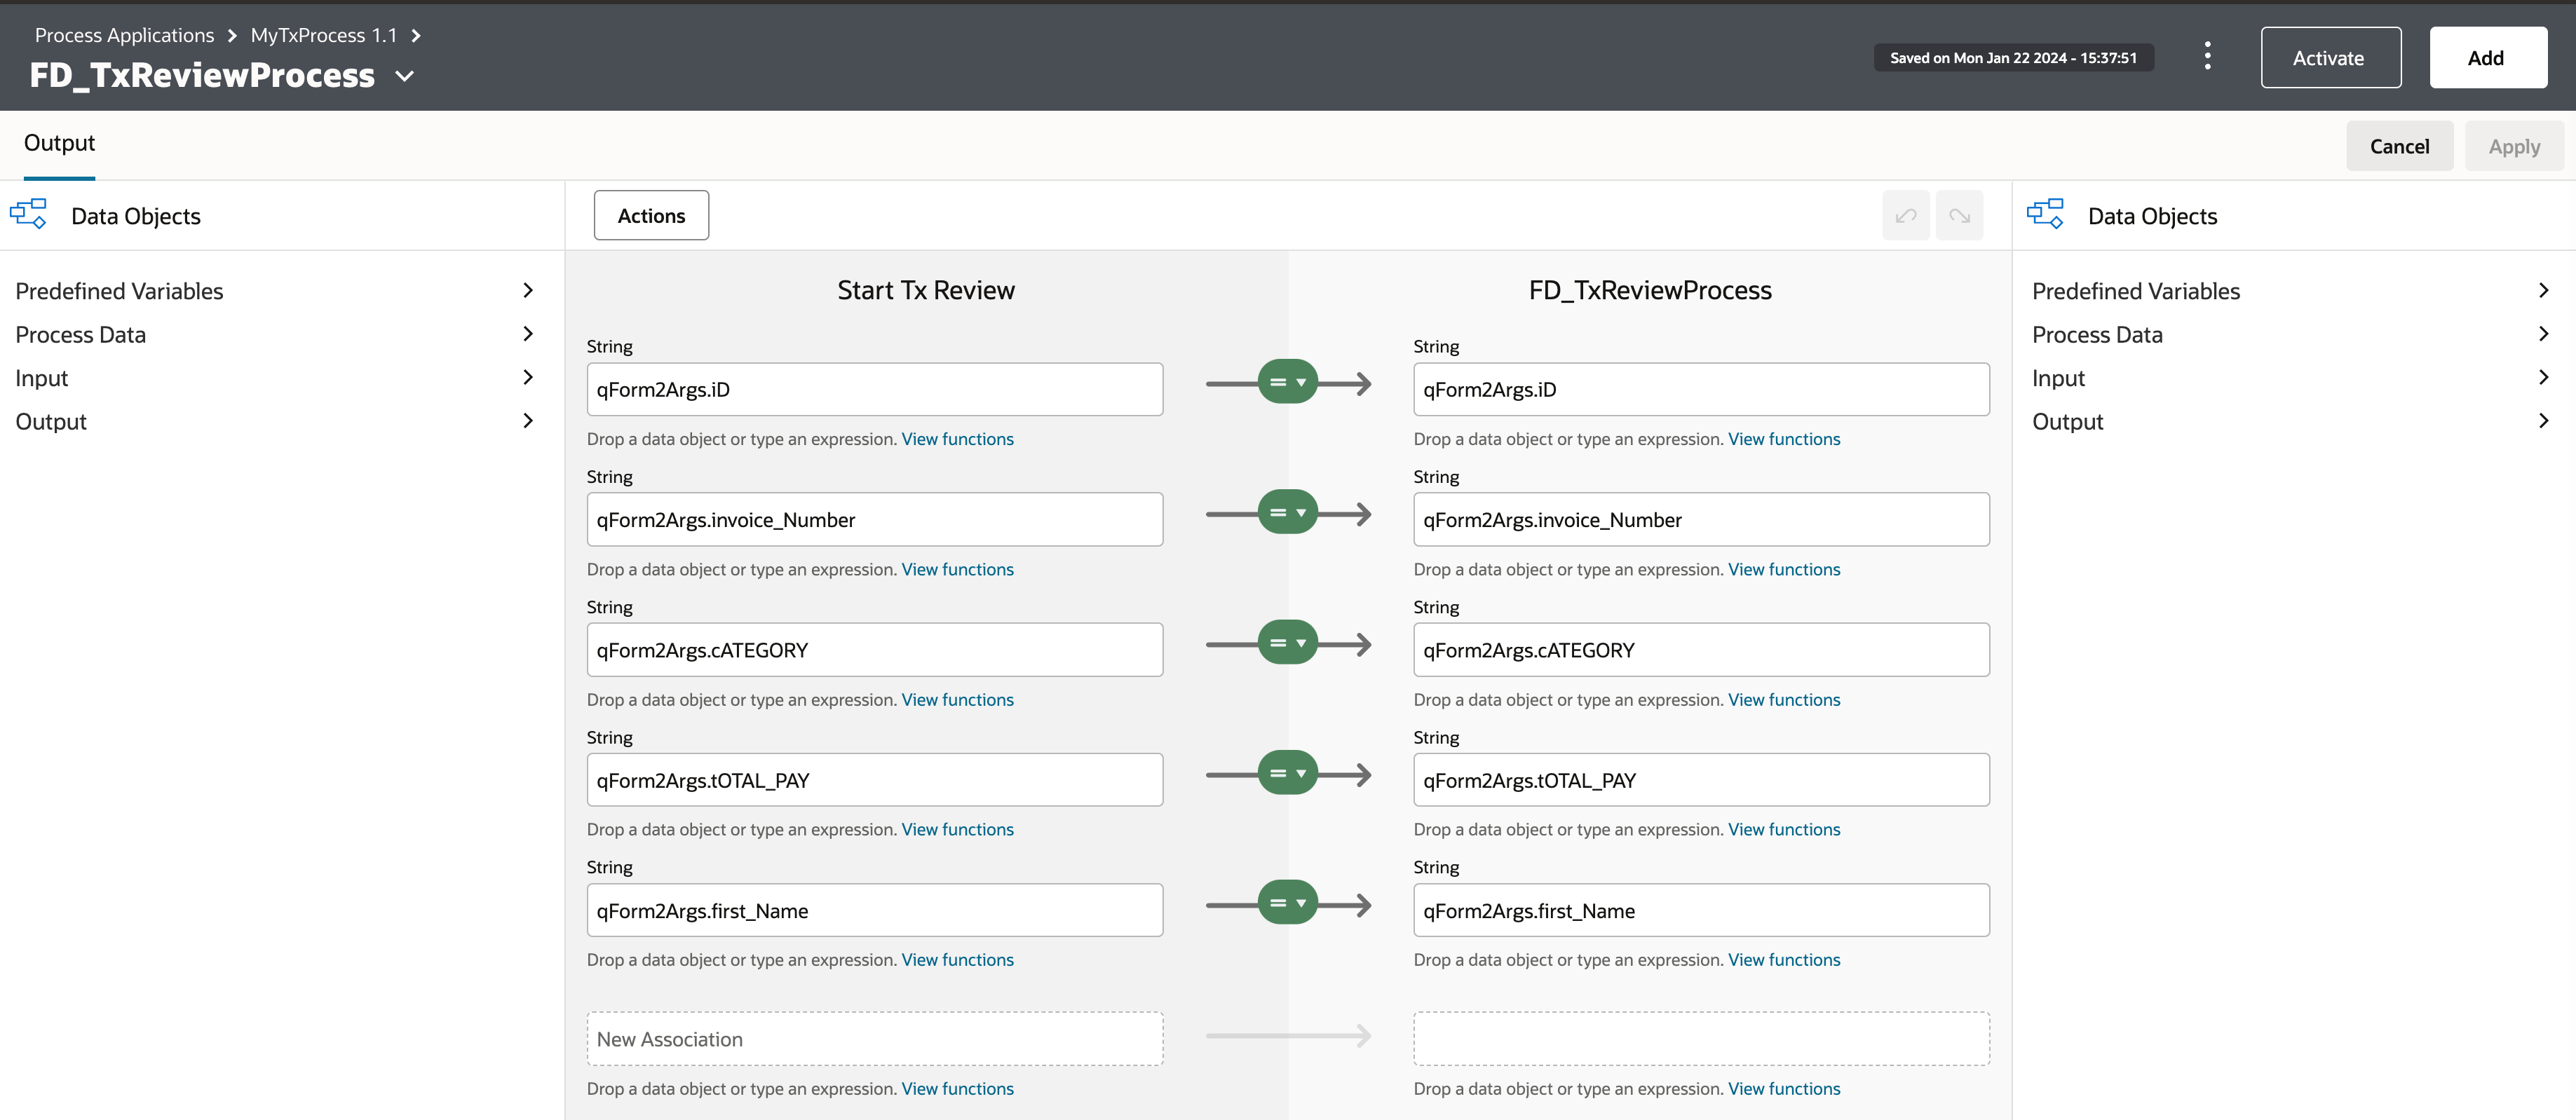 Process Applications > MyTxProcess 1.1 >
FD_TxReviewProcess
Saved on Mon Jan 22 2024 - 15:37:51
Activate
Add
Output
Cancel
Apply
Data Objects
Predefined Variables
Process Data
Input
Output
Actions
Start Tx Review
FD_TxReviewProcess
String
qForm2Args.iD
Drop a data object or type an expression. View functions
String
qForm2Args.iD
Drop a data object or type an expression. View functions
String
qForm2Args.invoice_Number
Drop a data object or type an expression. View functions
String
qForm2Args.invoice_Number
Drop a data object or type an expression. View functions
String
qForm2Args.cATEGORY
Drop a data object or type an expression. View functions
String
qForm2Args.cATEGORY
Drop a data object or type an expression. View functions
String
qForm2Args.tOTAL_PAY
Drop a data object or type an expression. View functions
String
qForm2Args.tOTAL_PAY
Drop a data object or type an expression. View functions
String
qForm2Args.first_Name
Drop a data object or type an expression. View functions
String
qForm2Args.first_Name
Drop a data object or type an expression. View functions
New Association
Drop a data object or type an expression. View functions
Drop a data object or type an expression. View functions
Data Objects
Predefined Variables
Process Data
Input
Output